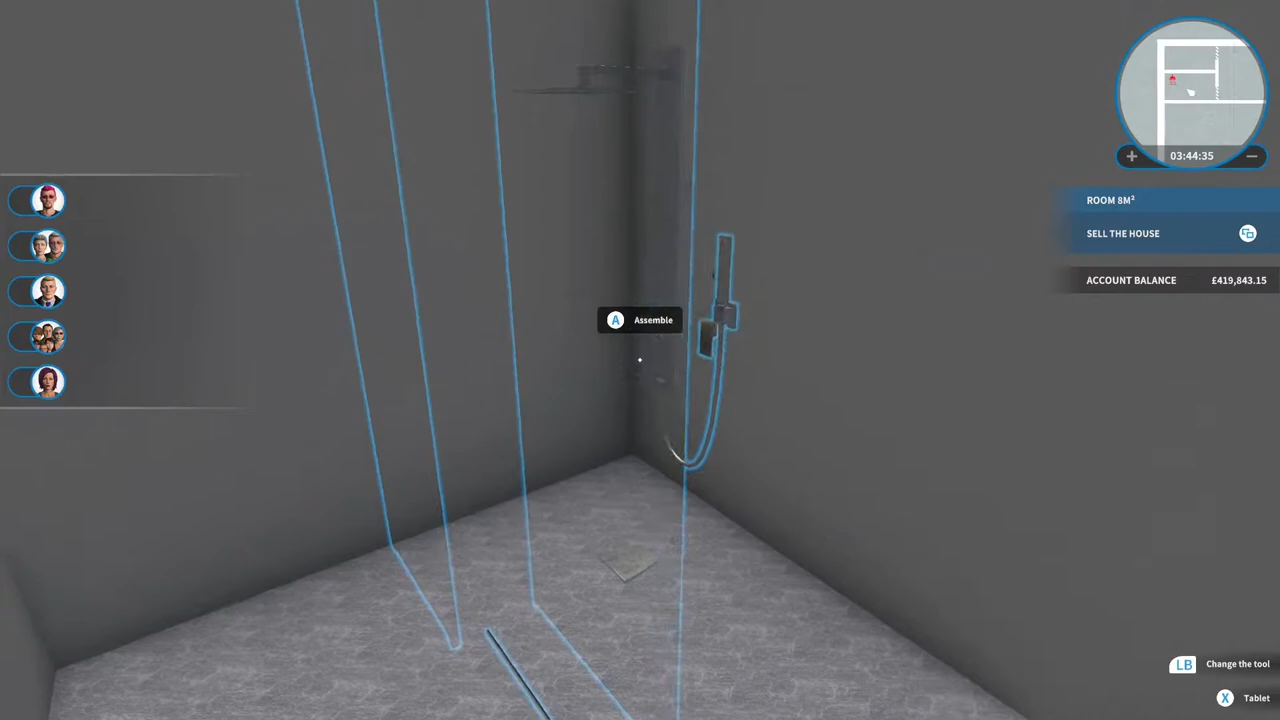 03:44:35
ROOM 8M²
SELL THE HOUSE
ACCOUNT BALANCE £419,843.15
A Assemble
LB Change the tool
X Tablet